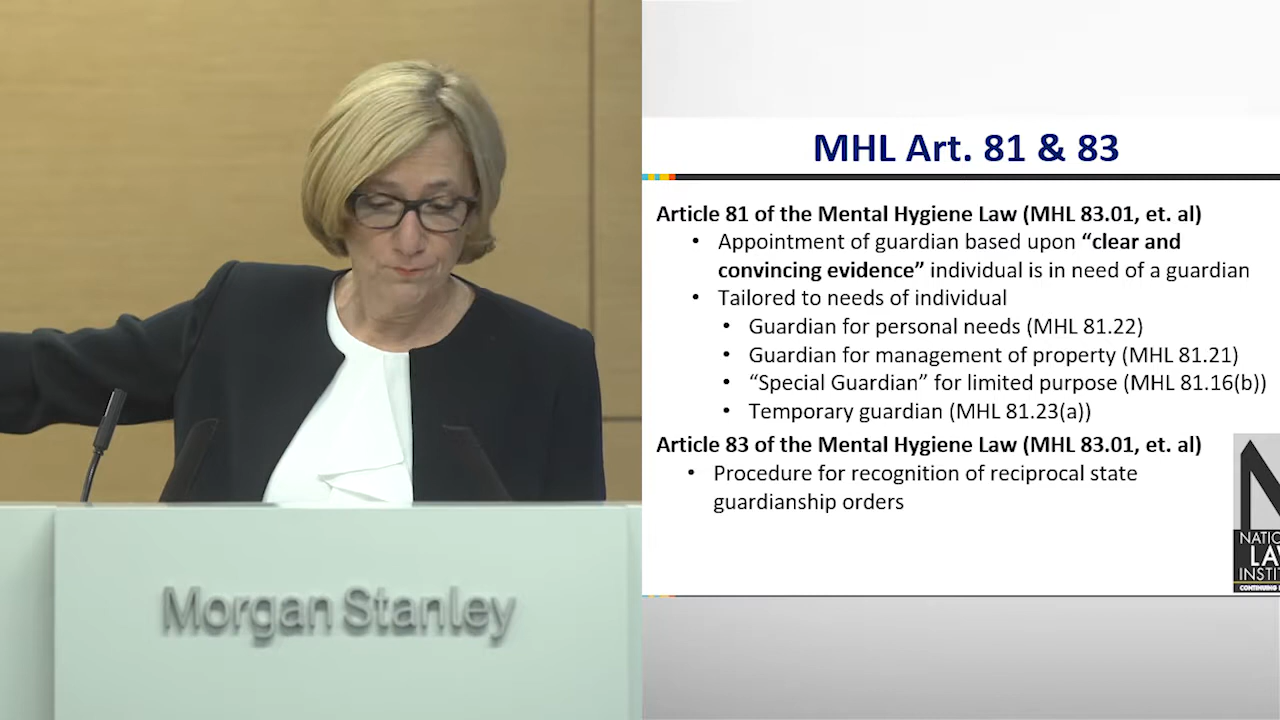 Morgan Stanley
MHL Art. 81 & 83
Article 81 of the Mental Hygiene Law (MHL 83.01, et. al)
• Appointment of guardian based upon “clear and
convincing evidence” individual is in need of a guardian
• Tailored to needs of individual
• Guardian for personal needs (MHL 81.22)
• Guardian for management of property (MHL 81.21)
• “Special Guardian” for limited purpose (MHL 81.16(b))
• Temporary guardian (MHL 81.23(a))
Article 83 of the Mental Hygiene Law (MHL 83.01, et. al)
• Procedure for recognition of reciprocal state
guardianship orders
N
NATIO
LA
INSTIT
CONTINUING